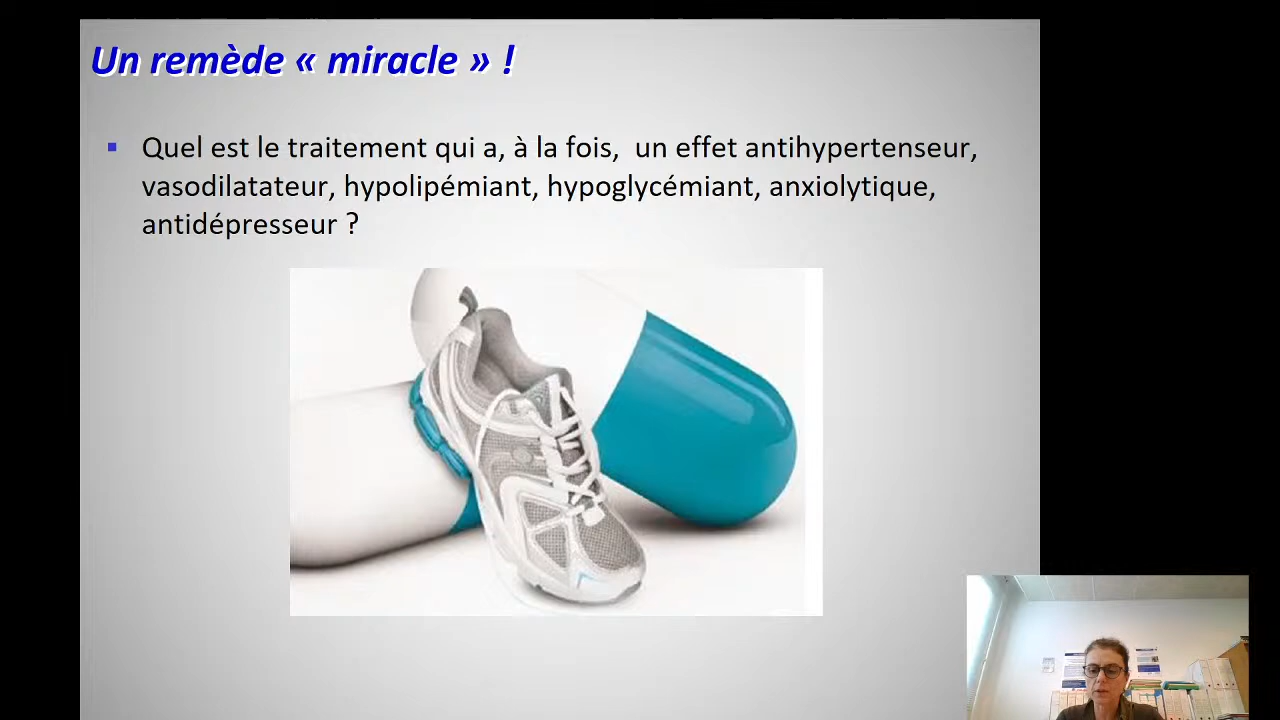 Un remède « miracle » !
Quel est le traitement qui a, à la fois, un effet antihypertenseur,
vasodilatateur, hypolipémiant, hypoglycémiant, anxiolytique,
antidépresseur ?